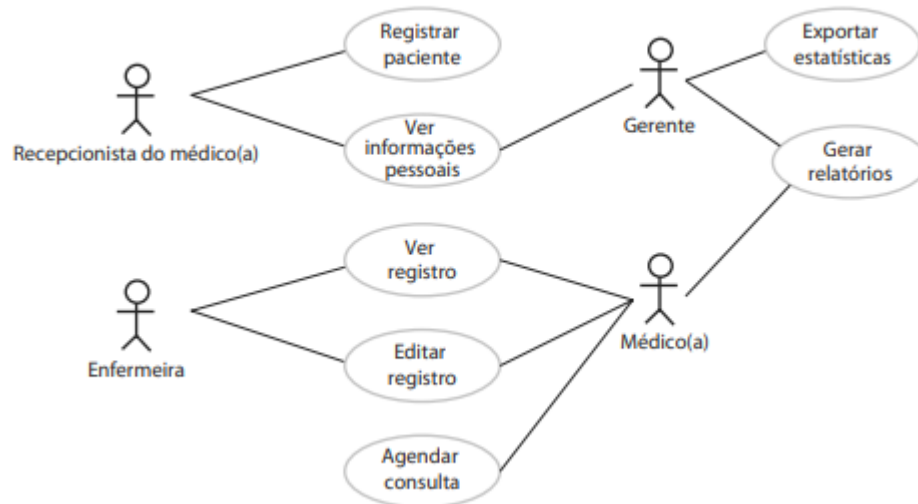 Registrar
paciente
Exportar
estatísticas
Recepcionista do médico(a)
Ver
informações
pessoais
Gerente
Gerar
relatórios
Ver
registro
Enfermeira
Editar
registro
Médico(a)
Agendar
consulta